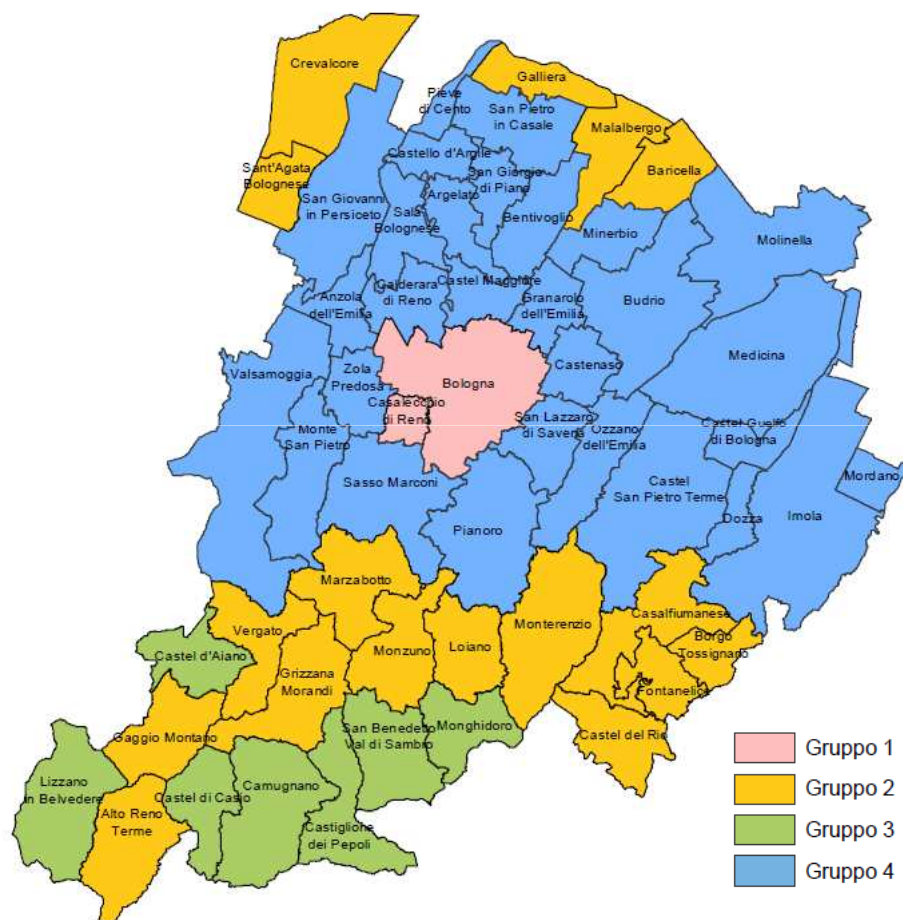 Crevalcore
Galliera
Pieve
di Cento
San Pietro
in Casale
Malalbergo
Castello d'Argile
Sant'Agata
Bolognese
San Giorgio
di Piano
Baricella
San Giovanni
in Persiceto
Argelato
Sala
Bolognese
Bentivoglio
Minerbio
Molinella
Calderara
di Reno
Castel Maggiore
Anzola
dell'Emilia
Granarolo
dell'Emilia
Budrio
Medicina
Valsamoggia
Zola
Predosa
Bologna
Castenaso
Casalecchio
di Reno
Monte
San Pietro
San Lazzaro
di Savena
Ozzano
dell'Emilia
Castel Guelfo
di Bologna
Mordano
Sasso Marconi
Castel
San Pietro Terme
Dozza
Imola
Pianoro
Marzabotto
Casalfiumanese
Vergato
Monterenzio
Borgo
Tossignano
Castel d'Aiano
Monzuno
Loiano
Grizzana
Morandi
Fontanelice
Gaggio Montano
San Benedetto
Val di Sambro
Monghidoro
Castel del Rio
Lizzano
in Belvedere
Castel di Casio
Camugnano
Alto Reno
Terme
Castiglione
dei Pepoli
Gruppo 1
Gruppo 2
Gruppo 3
Gruppo 4